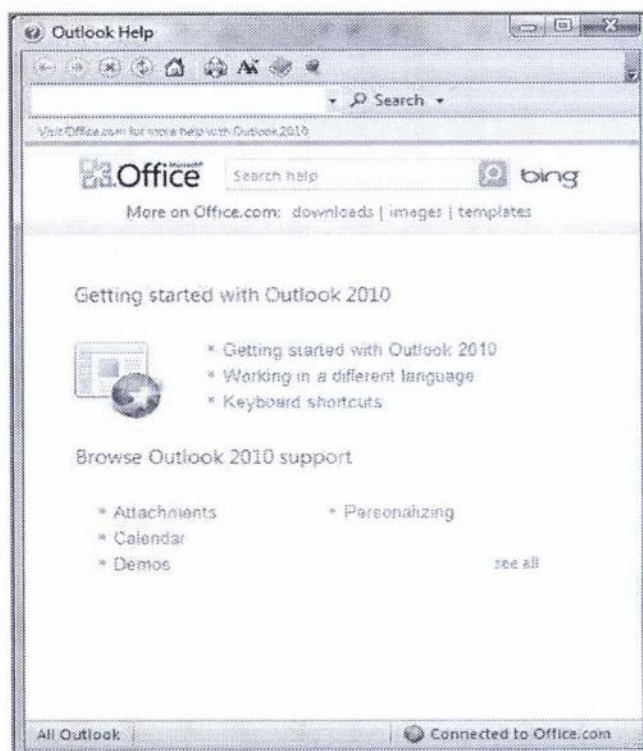 Outlook Help
Search
Visit Office.com for more help with Outlook 2010
Microsoft Office Search help bing
More on Office.com: downloads | images | templates
Getting started with Outlook 2010
* Getting started with Outlook 2010
* Working in a different language
* Keyboard shortcuts
Browse Outlook 2010 support
* Attachments
* Personalizing
* Calendar
* Demos
see all
All Outlook
Connected to Office.com